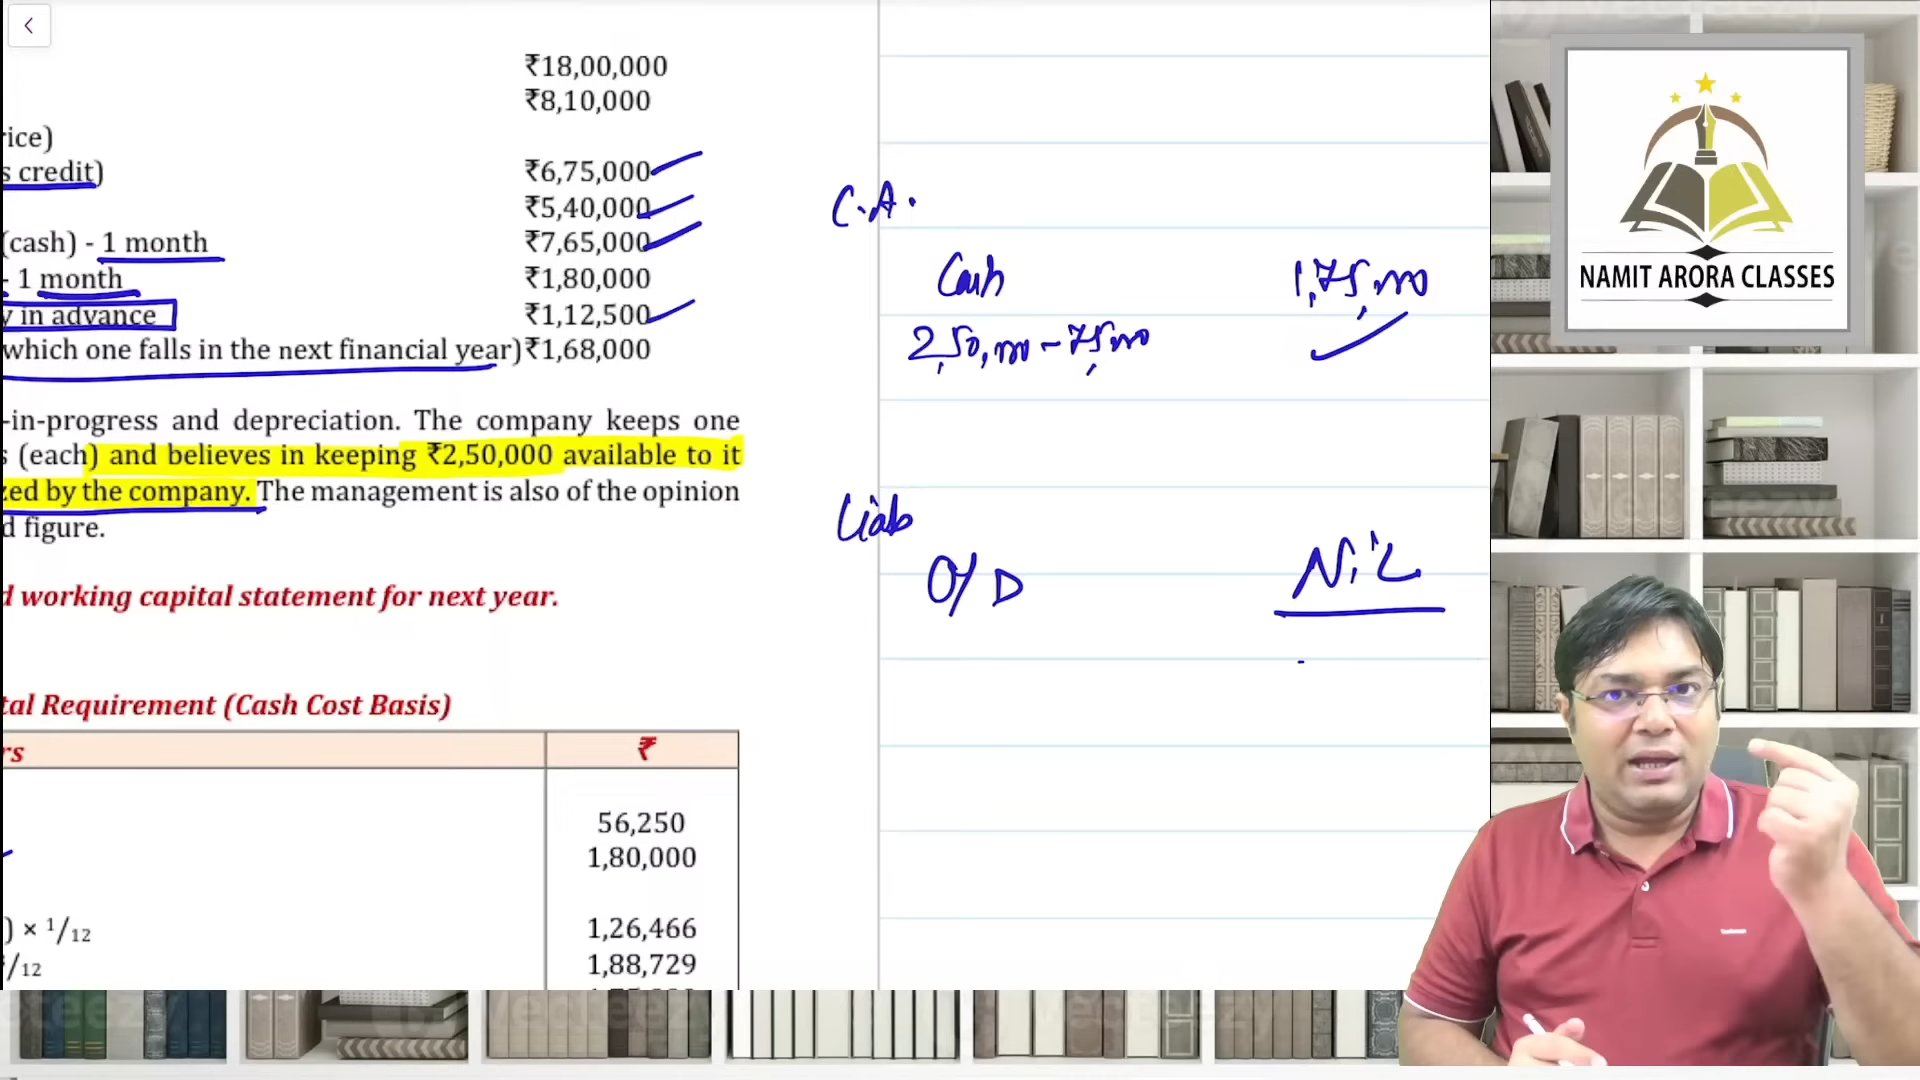 ₹18,00,000
₹8,10,000
ice)
s credit) ₹6,75,000
₹5,40,000
(cash) - 1 month ₹7,65,000
- 1 month ₹1,80,000
y in advance ₹1,12,500
which one falls in the next financial year) ₹1,68,000
-in-progress and depreciation. The company keeps one
s (each) and believes in keeping ₹2,50,000 available to it
zed by the company. The management is also of the opinion
d figure.
d working capital statement for next year.
tal Requirement (Cash Cost Basis)
rs ₹
56,250
1,80,000
) × 1/12 1,26,466
/12 1,88,729
C.A.
Cash 1,75,000
2,50,000 - 75,000
Liab
O/D Nil
NAMIT ARORA CLASSES